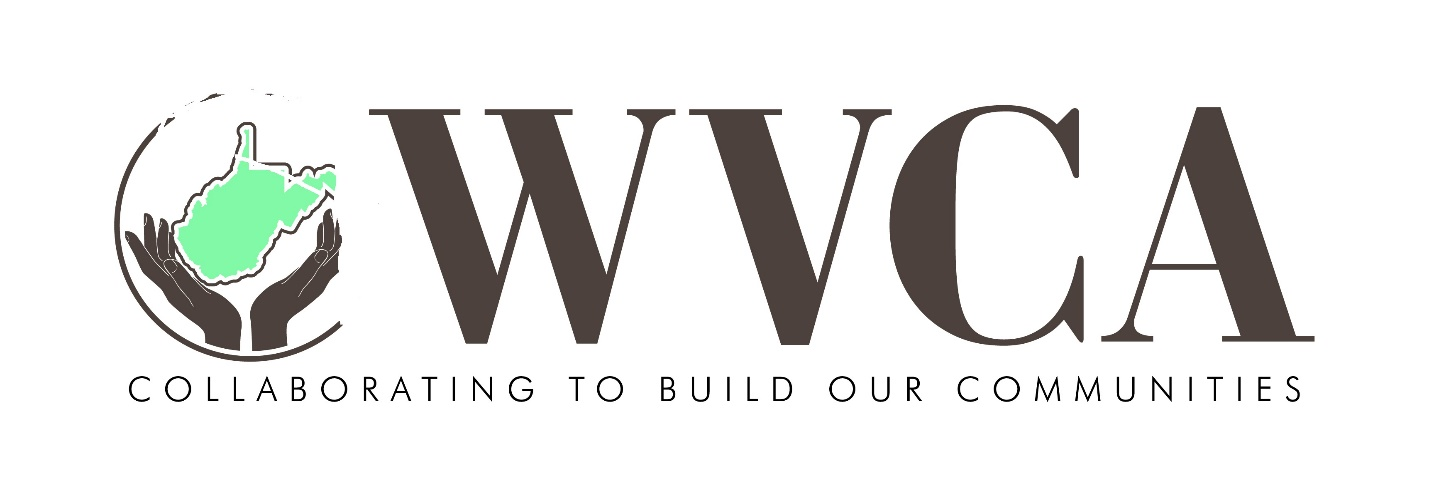 WVCA
COLLABORATING TO BUILD OUR COMMUNITIES